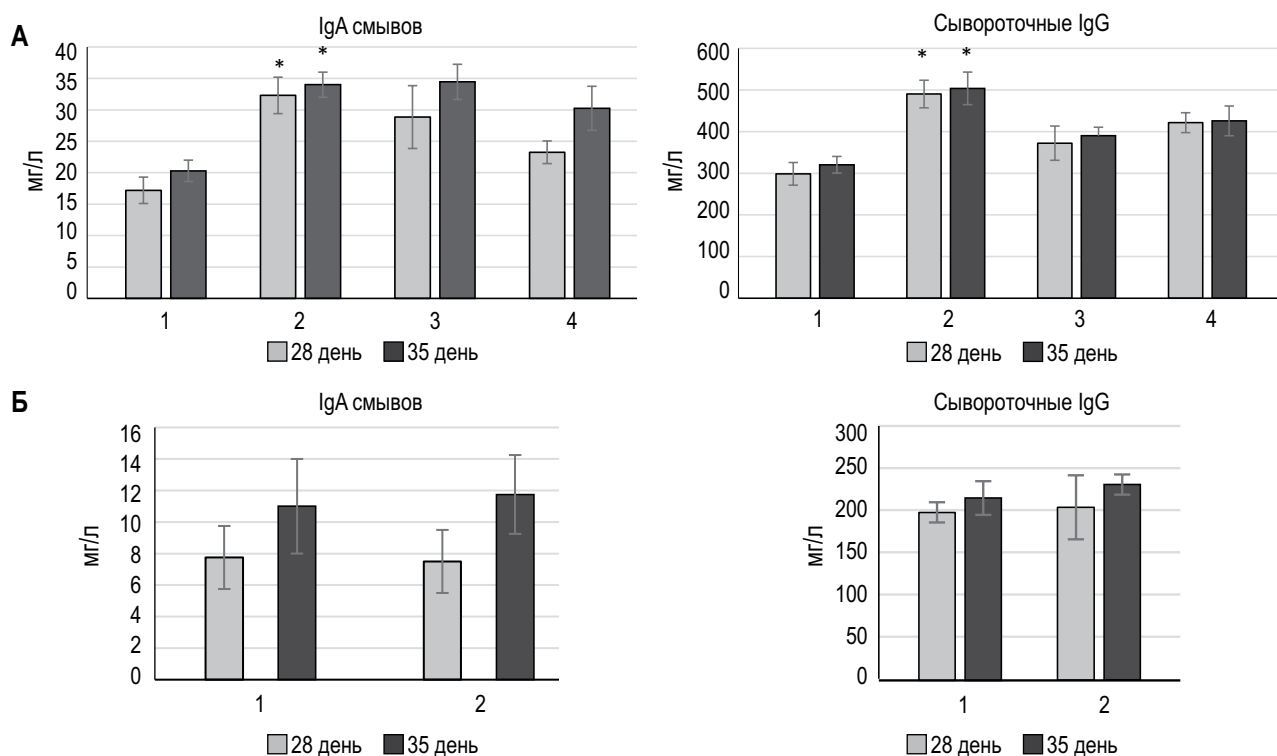 А
IgA смывов
мг/л
40
35
30
25
20
15
10
5
0
* *
1 2 3 4
28 день 35 день
Сывороточные IgG
мг/л
600
500
400
300
200
100
0
* *
1 2 3 4
28 день 35 день
Б
IgA смывов
мг/л
16
14
12
10
8
6
4
2
0
1 2
28 день 35 день
Сывороточные IgG
мг/л
300
250
200
150
100
50
0
1 2
28 день 35 день